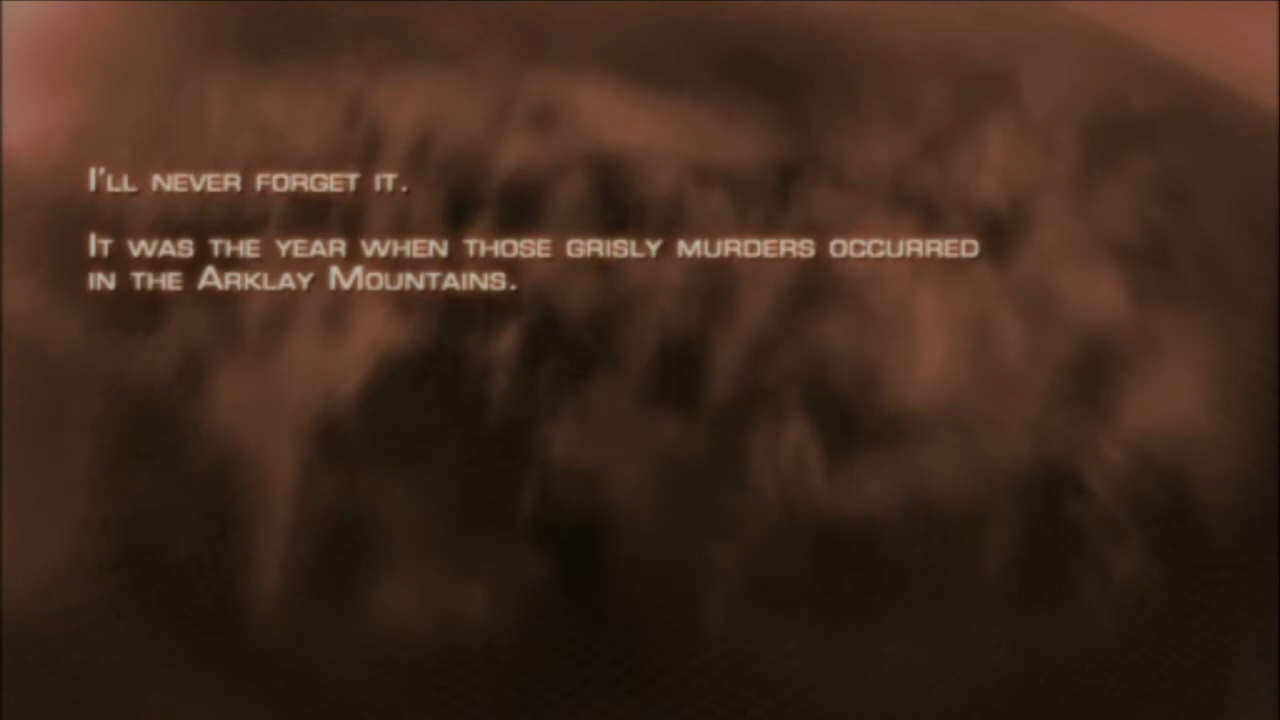 I'll never forget it.
It was the year when those grisly murders occurred
in the Arklay Mountains.